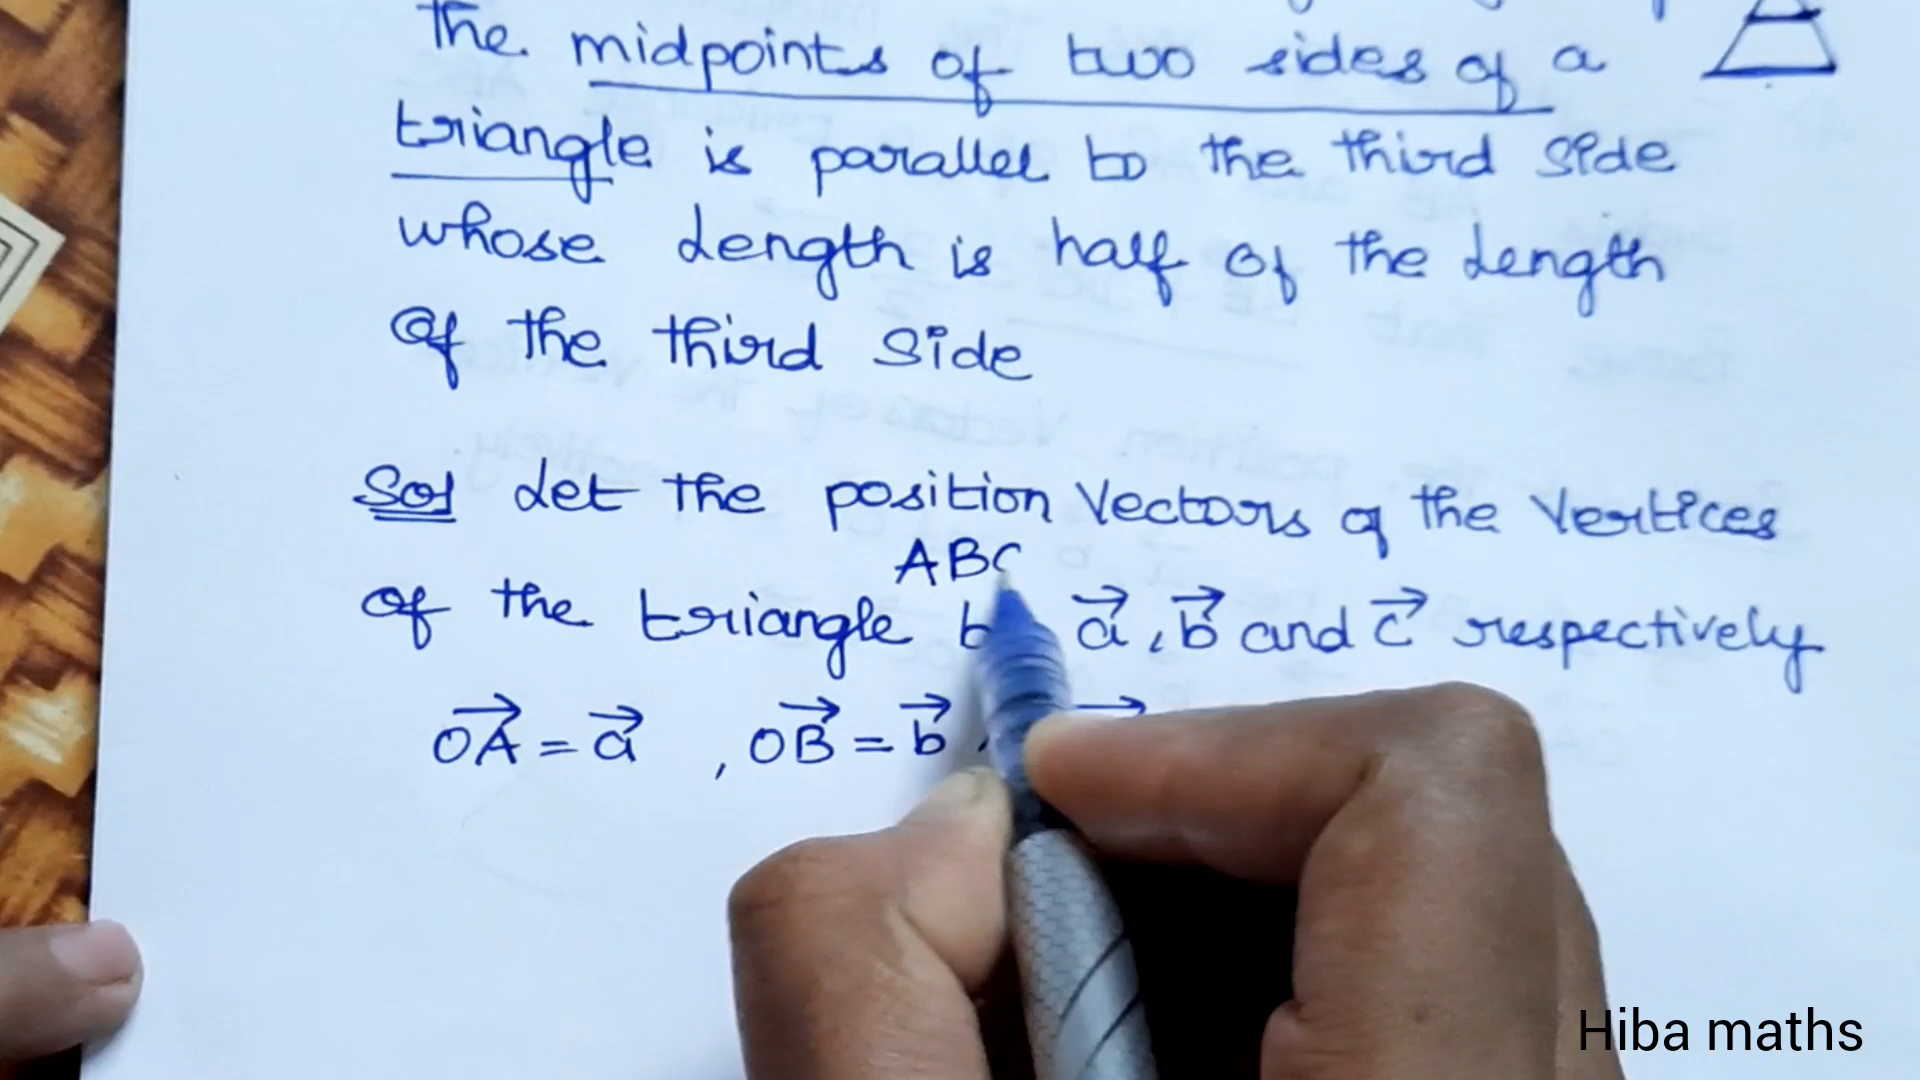 The midpoints of two sides of a
triangle is parallel to the third side
whose length is half of the length
of the third side
Sol Let the position Vectors of the Vertices
ABC
of the triangle a⃗, b⃗ and c⃗ respectively
OA⃗ = a⃗ , OB⃗ = b⃗
Hiba maths